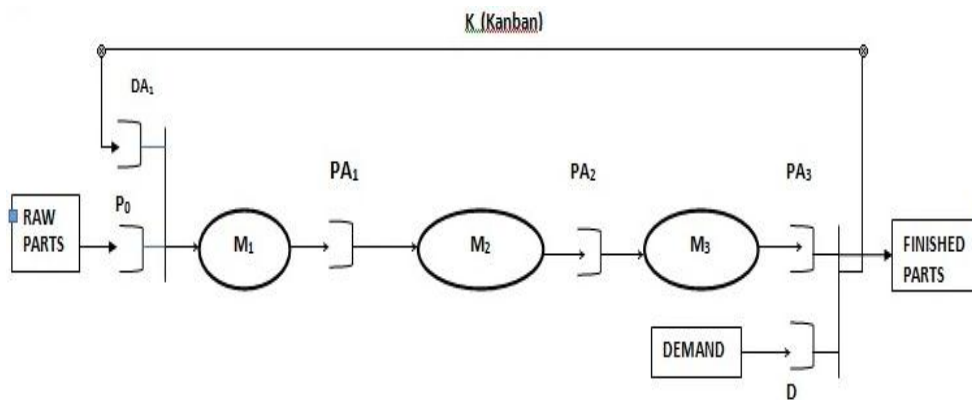 K (Kanban)
DA₁
PA₁
PA₂
PA₃
P₀
RAW
PARTS
M₁
M₂
M₃
FINISHED
PARTS
DEMAND
D